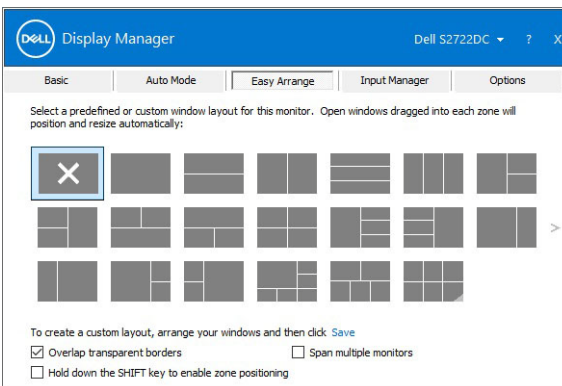 DELL Display Manager Dell S2722DC ? X
Basic Auto Mode Easy Arrange Input Manager Options
Select a predefined or custom window layout for this monitor. Open windows dragged into each zone will
position and resize automatically:
>
To create a custom layout, arrange your windows and then click Save
Overlap transparent borders Span multiple monitors
Hold down the SHIFT key to enable zone positioning